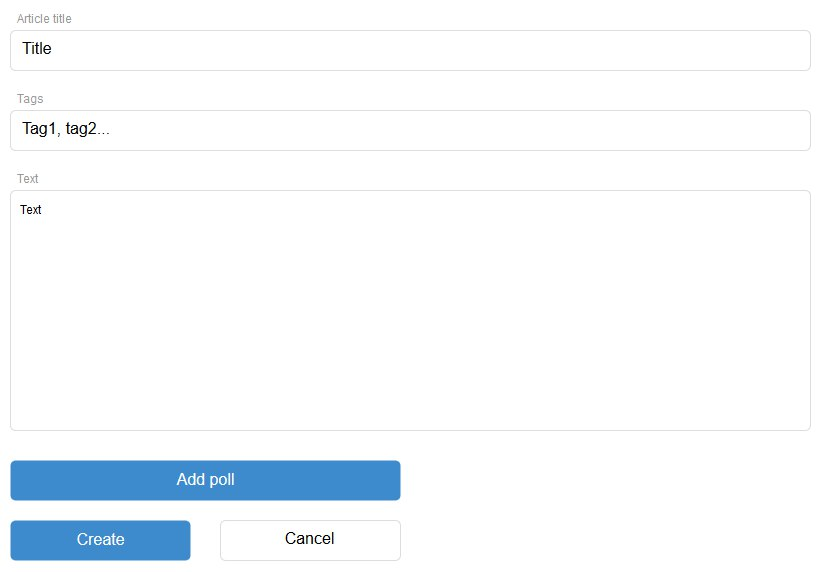 Article title
Title
Tags
Tag1, tag2...
Text
Text
Add poll
Create
Cancel